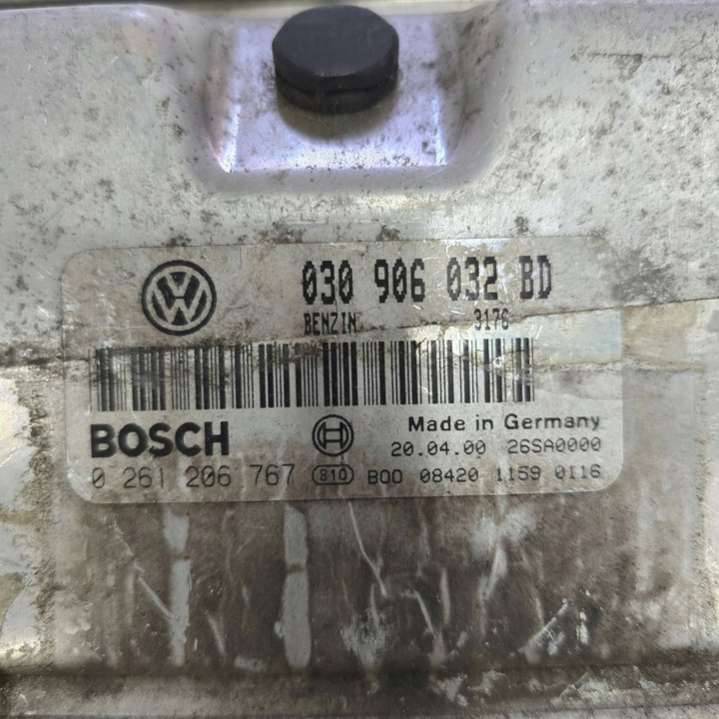 030 906 032 BD
BENZIN 3176
BOSCH Made in Germany
20.04.00 26SA0000
0 261 206 767 810 B00 08420 1159 0116